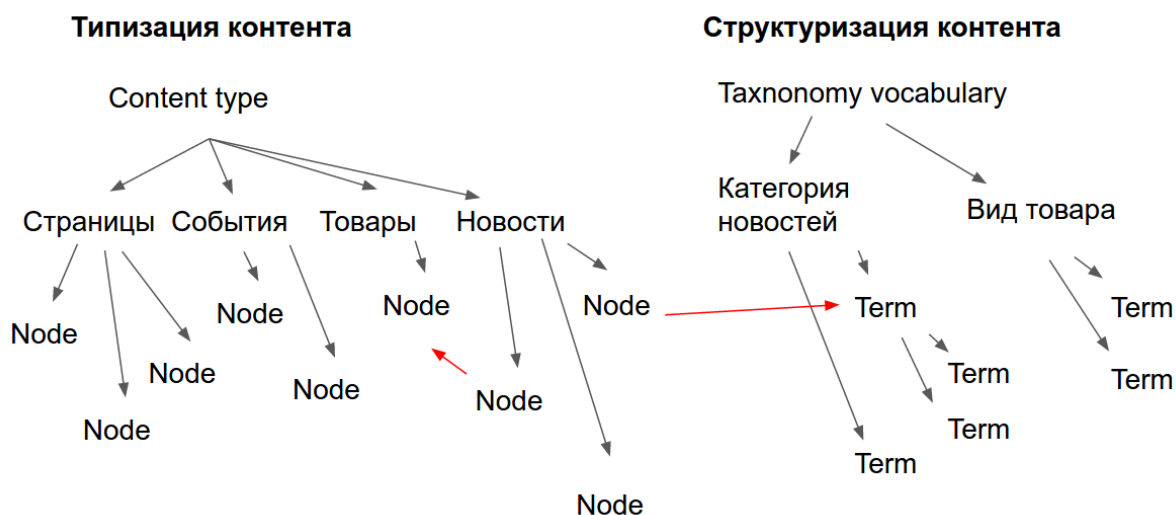 Типизация контента
Структуризация контента
Content type
Taxnonomy vocabulary
Страницы
События
Товары
Новости
Категория
новостей
Вид товара
Node
Node
Node
Node
Node
Node
Node
Node
Node
Term
Term
Term
Term
Term
Term